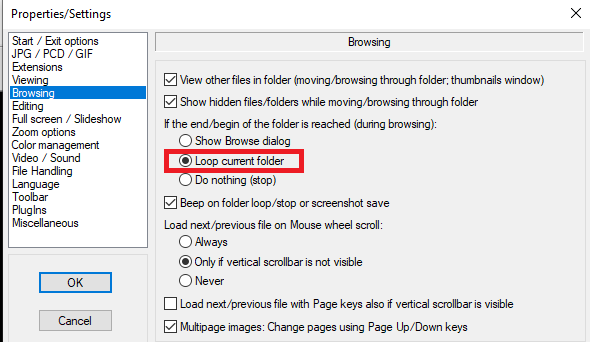 Properties/Settings
Start / Exit options
JPG / PCD / GIF
Extensions
Viewing
Browsing
Editing
Full screen / Slideshow
Zoom options
Color management
Video / Sound
File Handling
Language
Toolbar
PlugIns
Miscellaneous
OK
Cancel
Browsing
View other files in folder (moving/browsing through folder; thumbnails window)
Show hidden files/folders while moving/browsing through folder
If the end/begin of the folder is reached (during browsing):
Show Browse dialog
Loop current folder
Do nothing (stop)
Beep on folder loop/stop or screenshot save
Load next/previous file on Mouse wheel scroll:
Always
Only if vertical scrollbar is not visible
Never
Load next/previous file with Page keys also if vertical scrollbar is visible
Multipage images: Change pages using Page Up/Down keys